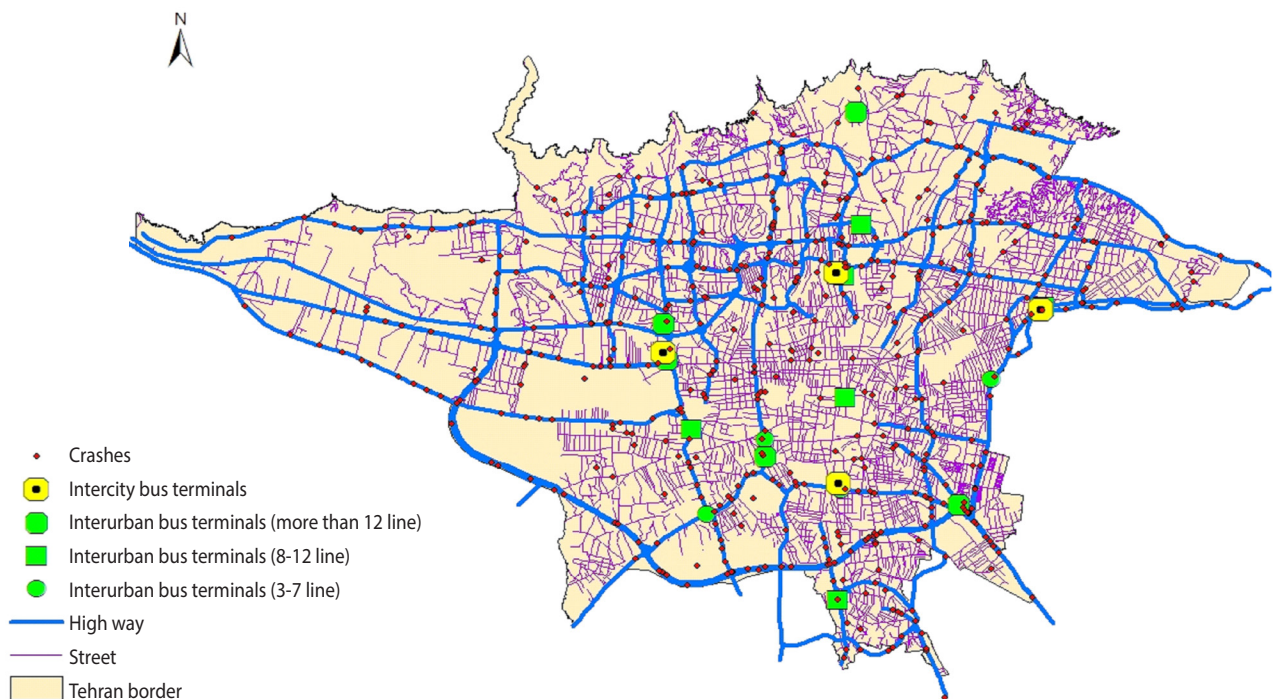 N
Crashes
Intercity bus terminals
Interurban bus terminals (more than 12 line)
Interurban bus terminals (8-12 line)
Interurban bus terminals (3-7 line)
High way
Street
Tehran border